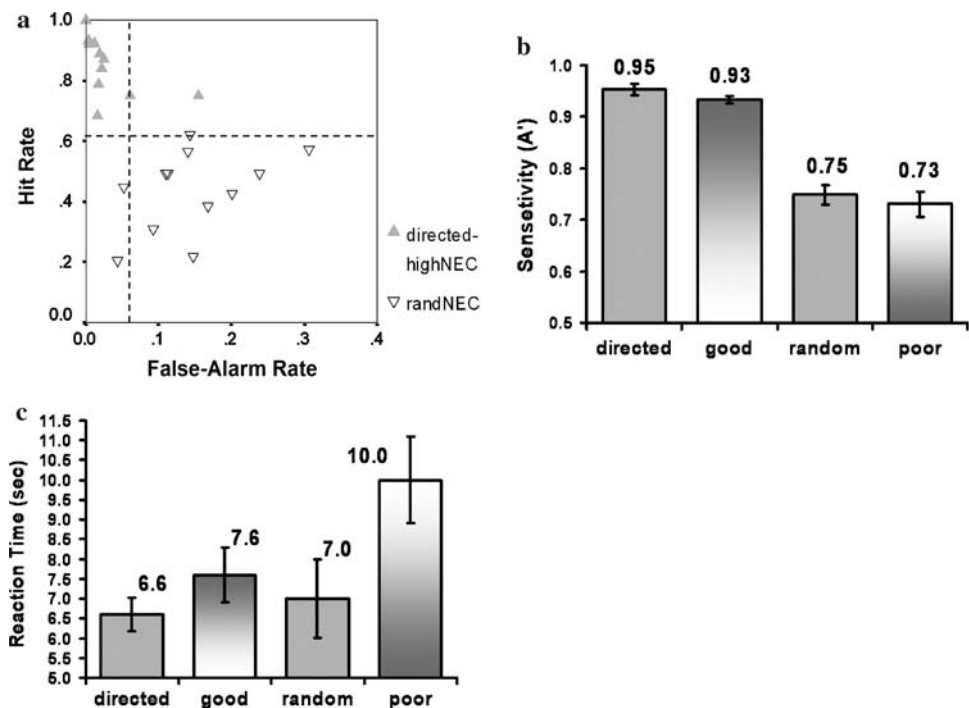 a
1.0
.8
.6
.4
.2
0.0
Hit Rate
0.0
.1
.2
.3
.4
False-Alarm Rate
directed-
highNEC
randNEC
b
1.0
0.9
0.8
0.7
0.6
0.5
Sensetivity (A')
0.95
0.93
0.75
0.73
directed
good
random
poor
c
11.5
11.0
10.5
10.0
9.5
9.0
8.5
8.0
7.5
7.0
6.5
6.0
5.5
5.0
Reaction Time (sec)
6.6
7.6
7.0
10.0
directed
good
random
poor